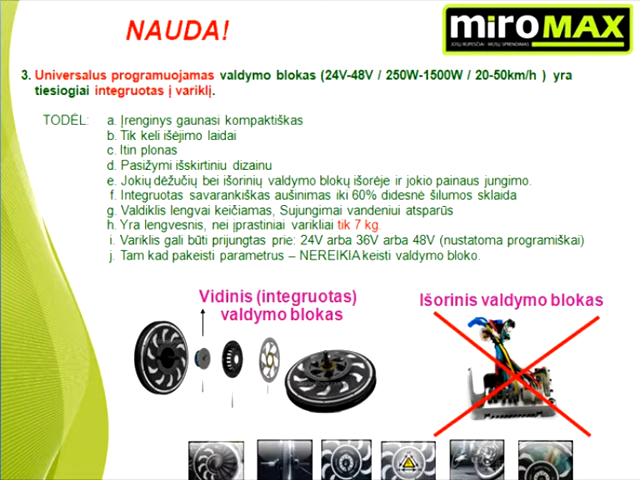 NAUDA!
miroMAX
JŪSŲ RŪPESČIAI - MŪSŲ SPRENDIMAS
3. Universalus programuojamas valdymo blokas (24V-48V / 250W-1500W / 20-50km/h ) yra
tiesiogiai integruotas į variklį.
TODĖL:
a. Įrenginys gaunasi kompaktiškas
b. Tik keli išėjimo laidai
c. Itin plonas
d. Pasižymi išskirtiniu dizainu
e. Jokių dėžučių bei išorinių valdymo blokų išorėje ir jokio painaus jungimo.
f. Integruotas savarankiškas aušinimas iki 60% didesnė šilumos sklaida
g. Valdiklis lengvai keičiamas, Sujungimai vandeniui atsparūs
h. Yra lengvesnis, nei įprastiniai varikliai tik 7 kg.
i. Variklis gali būti prijungtas prie: 24V arba 36V arba 48V (nustatoma programiškai)
j. Tam kad pakeisti parametrus – NEREIKIA keisti valdymo bloko.
Vidinis (integruotas)
valdymo blokas
Išorinis valdymo blokas